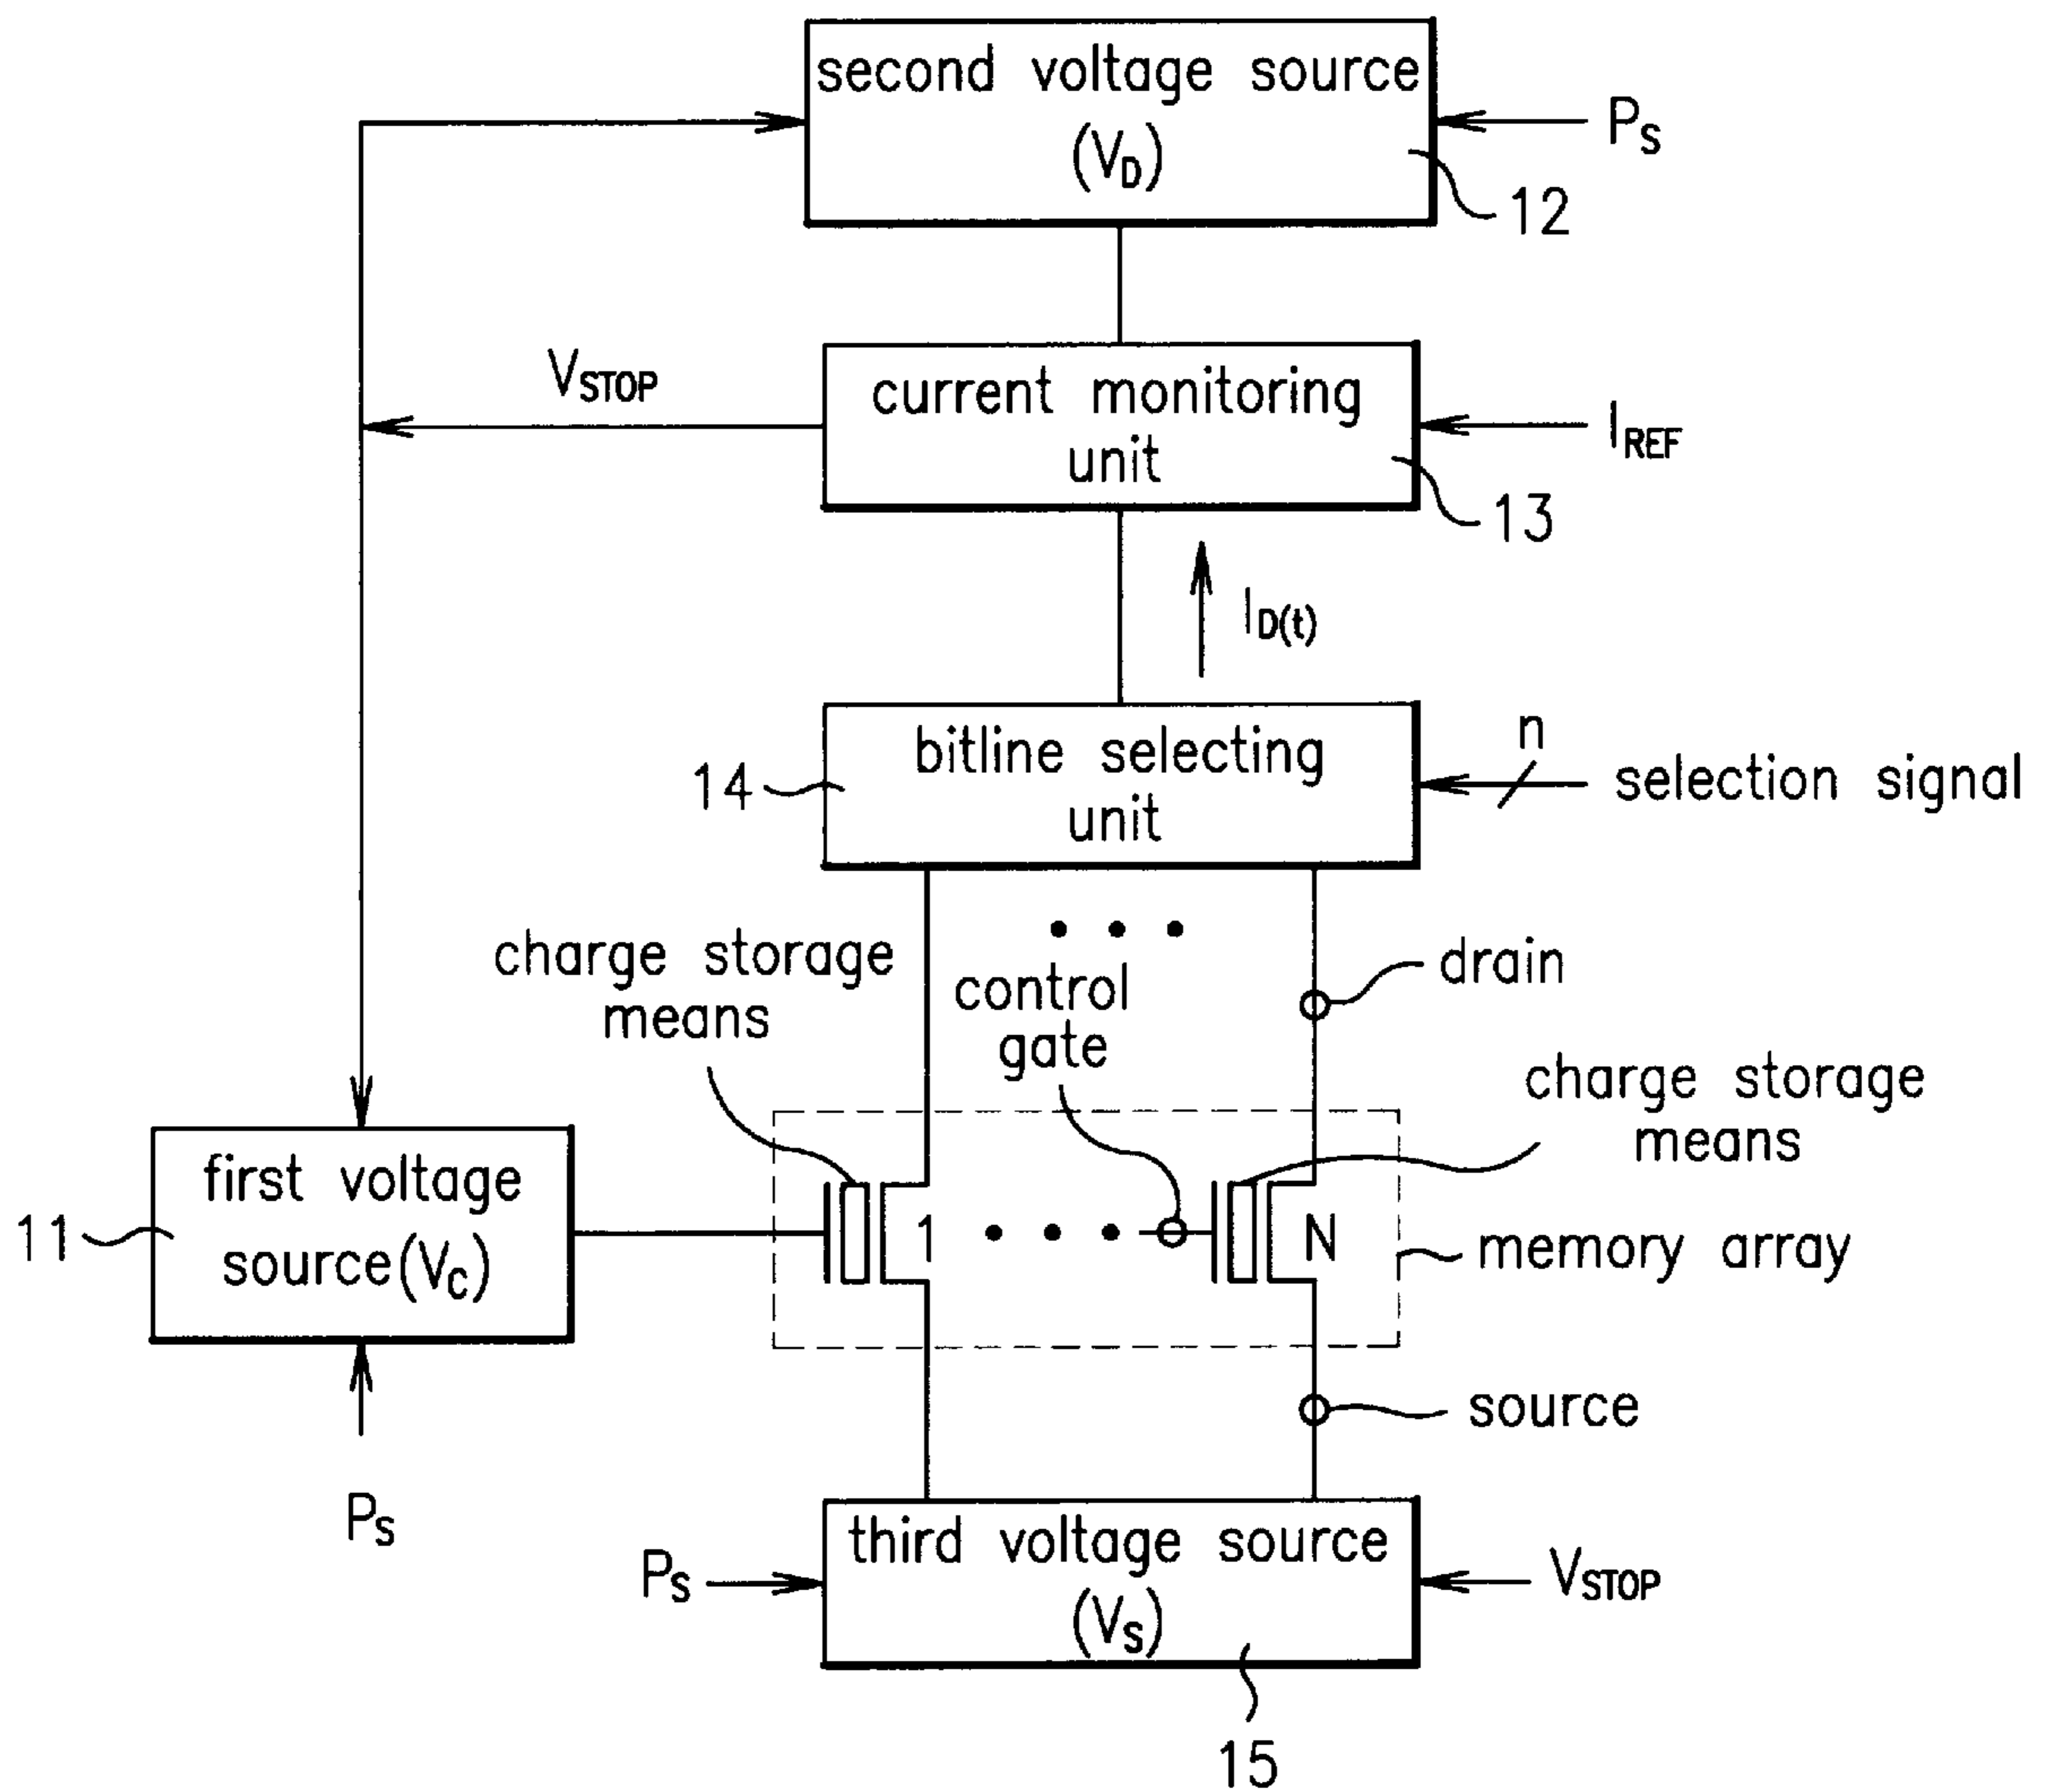 second voltage source
(VD)
PS
12
VSTOP
current monitoring
unit
IREF
13
ID(t)
14
bitline selecting
unit
n
selection signal
charge storage
means
control
gate
drain
charge storage
means
11
first voltage
source(VC)
1
N
memory array
source
PS
PS
third voltage source
(VS)
VSTOP
15